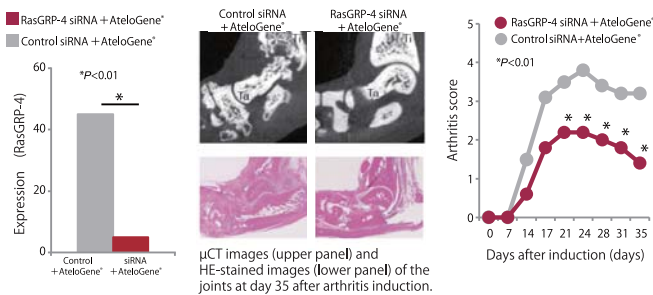 RasGRP-4 siRNA + AteloGene®
Control siRNA + AteloGene®
60
40
20
0
Expression (RasGRP-4)
*P<0.01
*
Control
+AteloGene®
siRNA
+AteloGene®
Control siRNA
+AteloGene®
RasGRP-4 siRNA
+AteloGene®
Ta
Ti
Ta
μCT images (upper panel) and
HE-stained images (lower panel) of the
joints at day 35 after arthritis induction.
RasGRP-4 siRNA+AteloGene®
Control siRNA+AteloGene®
*P<0.01
5
4
3
2
1
0
Arthritis score
* * * * *
0 7 14 17 21 24 28 31 35
Days after induction (days)